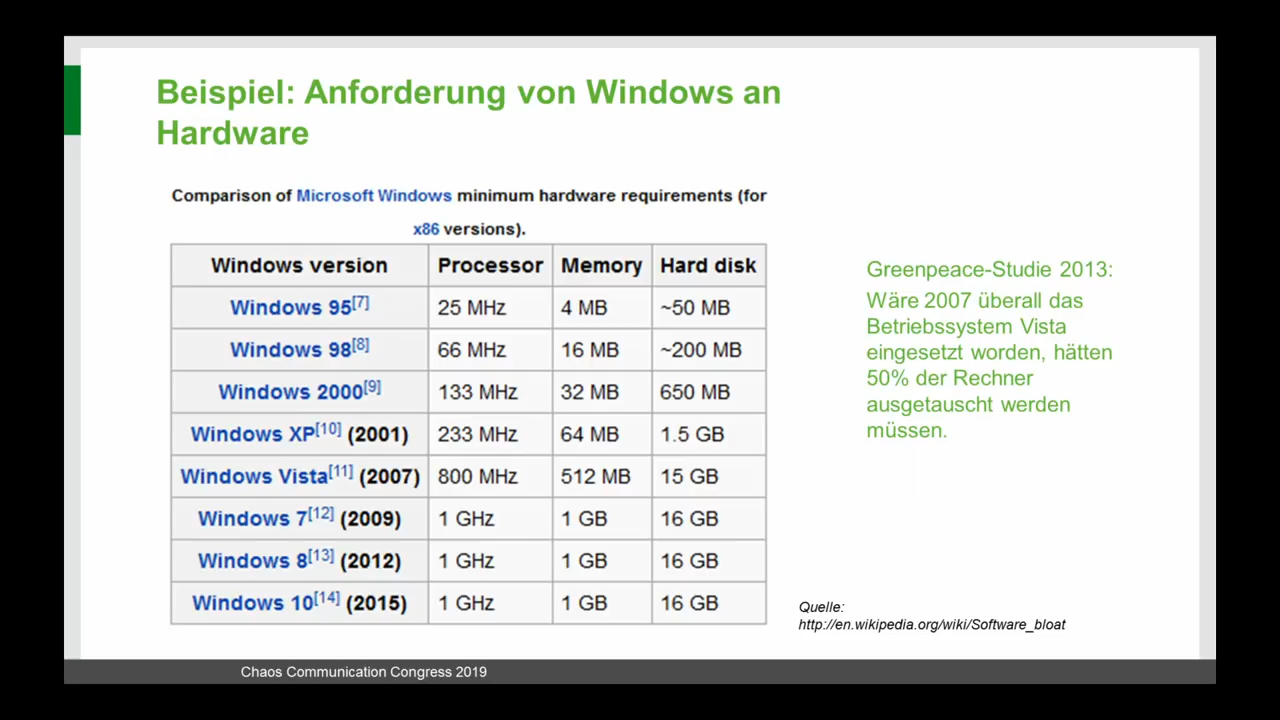 Beispiel: Anforderung von Windows an
Hardware
Comparison of Microsoft Windows minimum hardware requirements (for
x86 versions).
Windows version Processor Memory Hard disk
Windows 95[7] 25 MHz 4 MB ~50 MB
Windows 98[8] 66 MHz 16 MB ~200 MB
Windows 2000[9] 133 MHz 32 MB 650 MB
Windows XP[10] (2001) 233 MHz 64 MB 1.5 GB
Windows Vista[11] (2007) 800 MHz 512 MB 15 GB
Windows 7[12] (2009) 1 GHz 1 GB 16 GB
Windows 8[13] (2012) 1 GHz 1 GB 16 GB
Windows 10[14] (2015) 1 GHz 1 GB 16 GB
Greenpeace-Studie 2013:
Wäre 2007 überall das
Betriebssystem Vista
eingesetzt worden, hätten
50% der Rechner
ausgetauscht werden
müssen.
Quelle:
http://en.wikipedia.org/wiki/Software_bloat
Chaos Communication Congress 2019